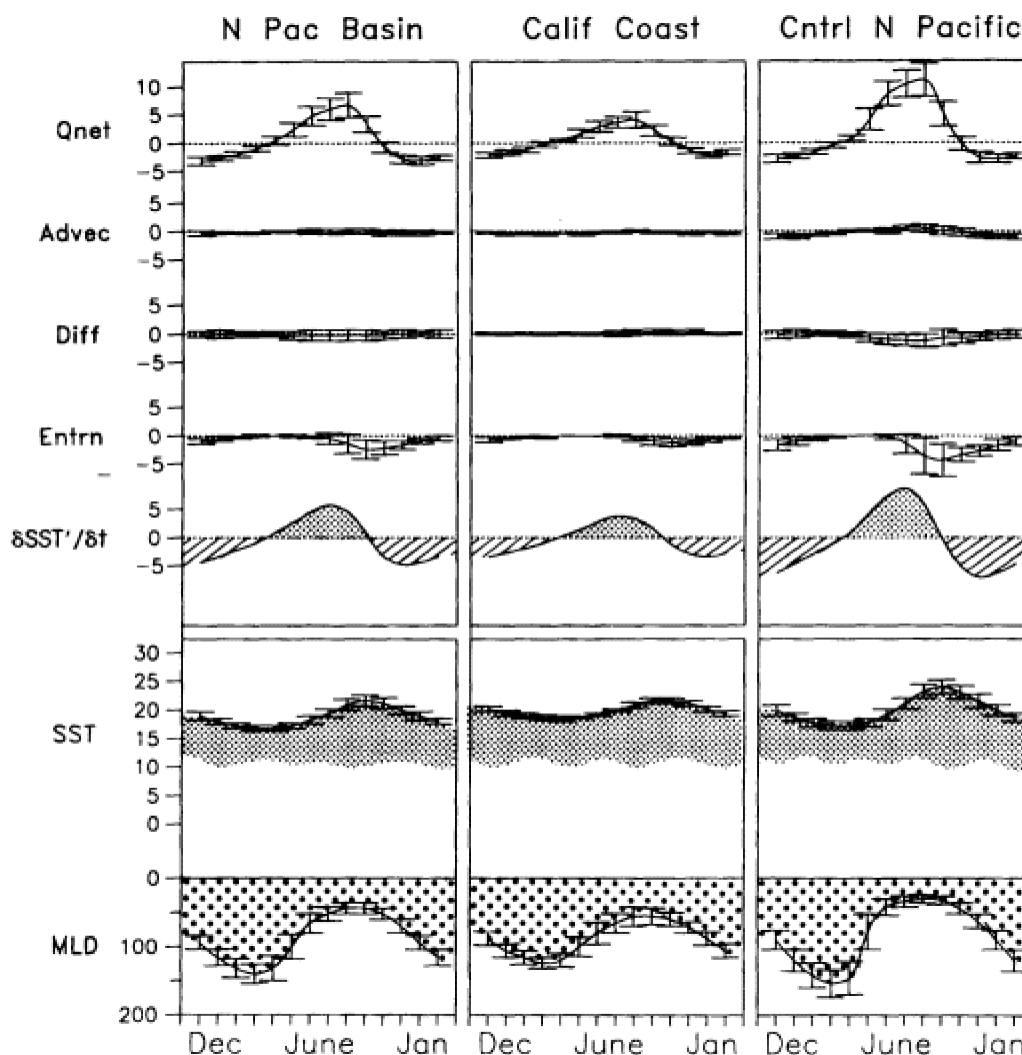 N Pac Basin Calif Coast Cntrl N Pacific
10
5
Qnet
0
-5
5
Advec 0
-5
5
Diff 0
-5
5
Entrn 0
-5
5
δSST'/δt 0
-5
30
25
20
SST
15
10
5
0
0
MLD 100
200
Dec June Jan Dec June Jan Dec June Jan